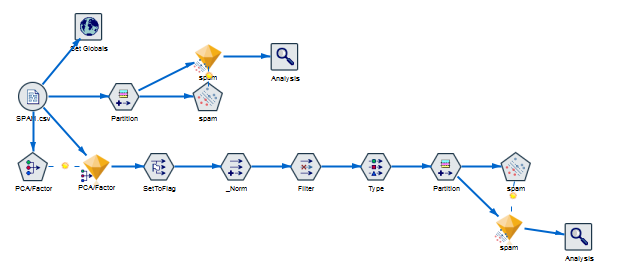 Set Globals
spam
Analysis
SPAM.csv
Partition
spam
PCA/Factor
PCA/Factor
SetToFlag
_Norm
Filter
Type
Partition
spam
spam
Analysis